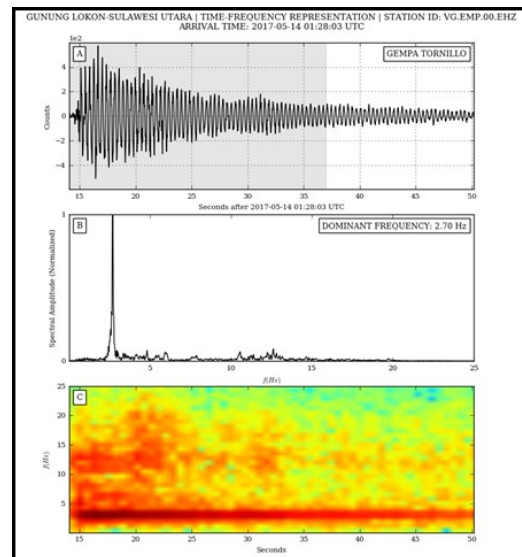 GUNUNG LOKON-SULAWESI UTARA | TIME-FREQUENCY REPRESENTATION | STATION ID: VG.EMP.00.EHZ
ARRIVAL TIME: 2017-05-14 01:28:03 UTC
1e2
A
GEMPA TORNILLO
Counts
4
2
0
−2
−4
15 20 25 30 35 40 45 50
Seconds after 2017-05-14 01:28:03 UTC
B
DOMINANT FREQUENCY: 2.70 Hz
Spectral Amplitude (Normalized)
1
0
5 10 15 20 25
f(Hz)
C
f(Hz)
25
20
15
10
5
15 20 25 30 35 40 45 50
Seconds